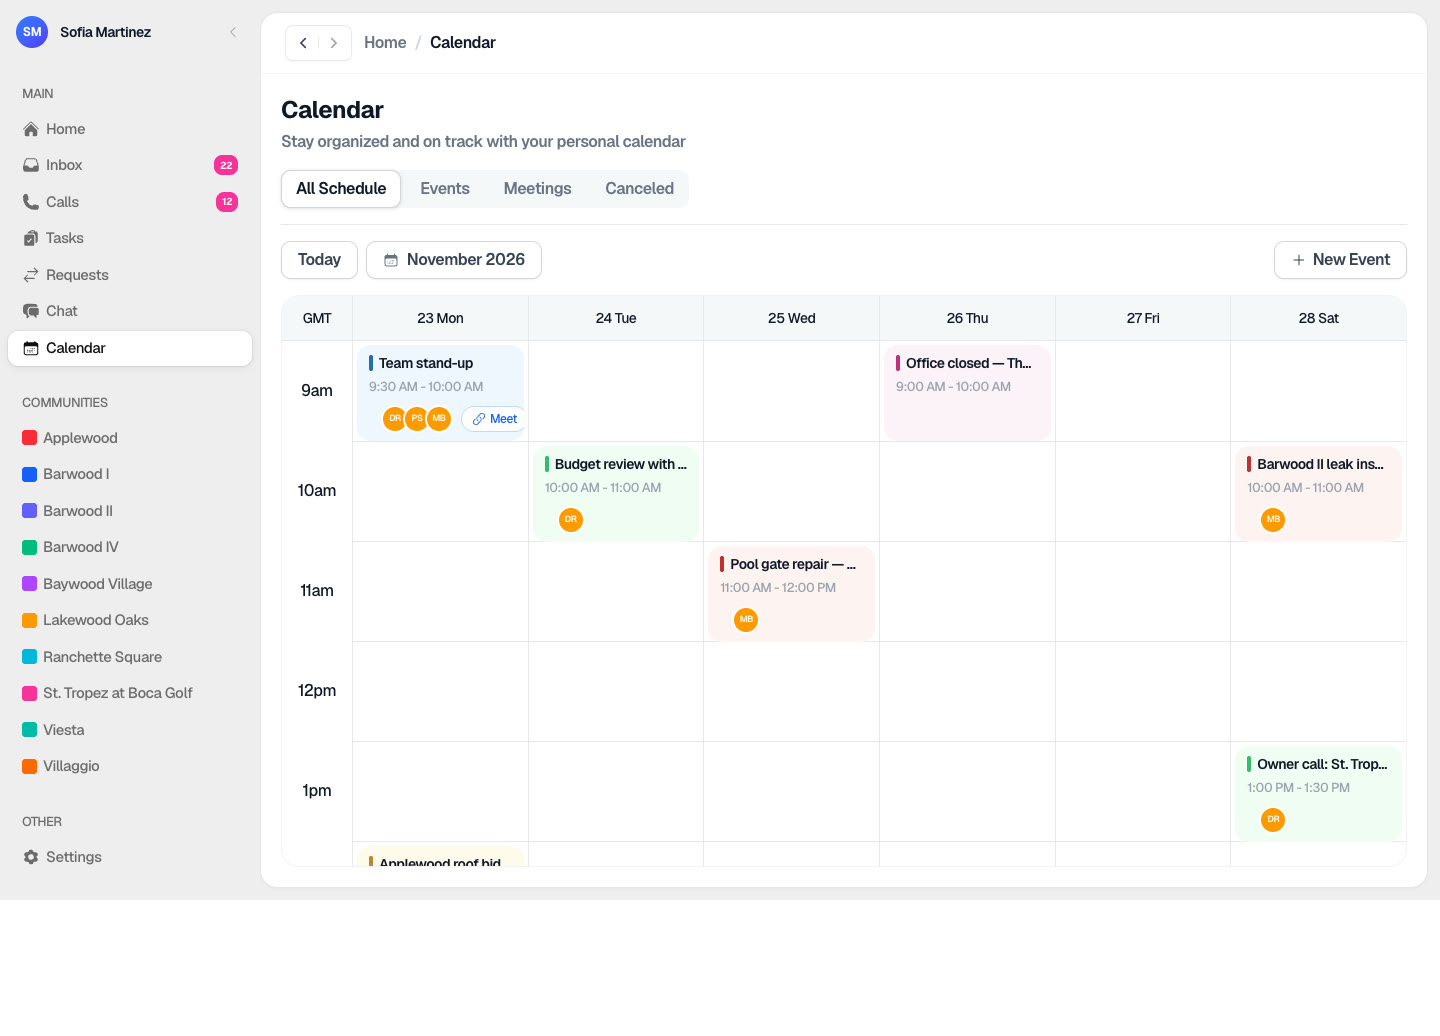 SM Sofia Martinez
MAIN
Home
Inbox 22
Calls 12
Tasks
Requests
Chat
Calendar
COMMUNITIES
Applewood
Barwood I
Barwood II
Barwood IV
Baywood Village
Lakewood Oaks
Ranchette Square
St. Tropez at Boca Golf
Viesta
Villaggio
OTHER
Settings
Home / Calendar
Calendar
Stay organized and on track with your personal calendar
All Schedule Events Meetings Canceled
Today November 2026 New Event
GMT 23 Mon 24 Tue 25 Wed 26 Thu 27 Fri 28 Sat
9am
Team stand-up
9:30 AM - 10:00 AM
DR PS MB Meet
Office closed — Th...
9:00 AM - 10:00 AM
10am
Budget review with ...
10:00 AM - 11:00 AM
DR
Barwood II leak ins...
10:00 AM - 11:00 AM
MB
11am
Pool gate repair — ...
11:00 AM - 12:00 PM
MB
12pm
1pm
Owner call: St. Trop...
1:00 PM - 1:30 PM
DR
Applewood roof bid